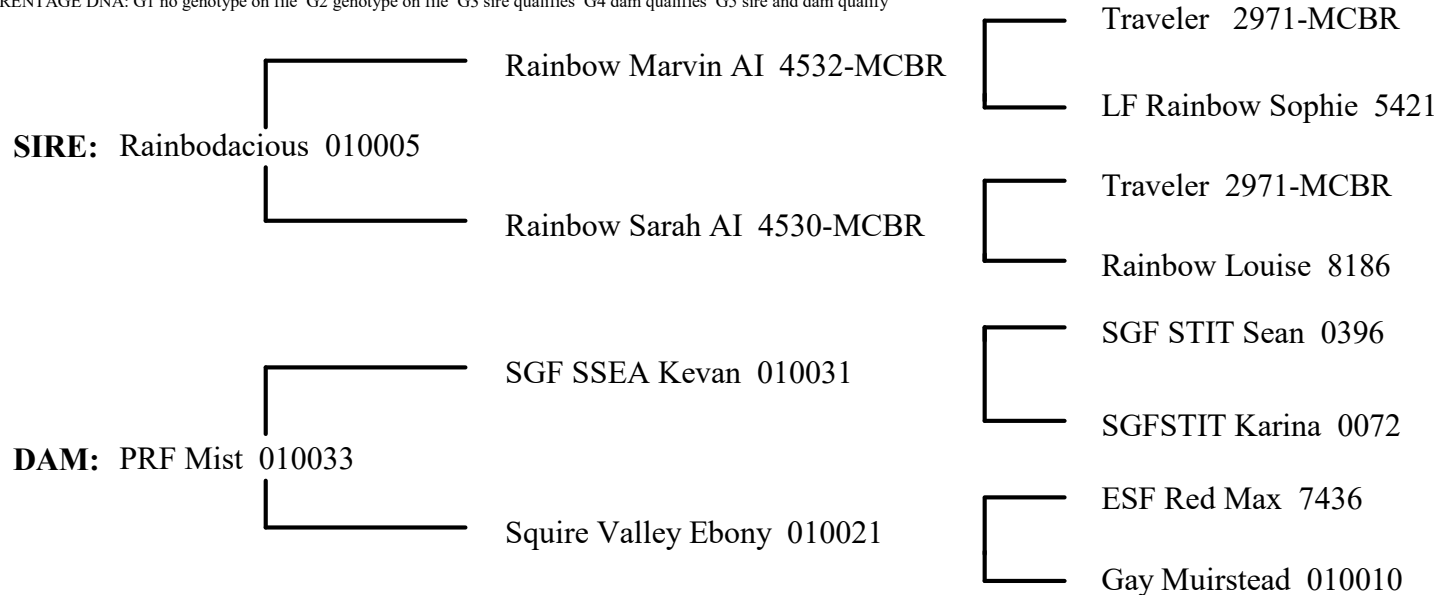 RENTAGE DNA: G1 no genotype on file  G2 genotype on file  G3 sire qualifies  G4 dam qualifies  G5 sire and dam qualify
Traveler  2971-MCBR
Rainbow Marvin AI  4532-MCBR
LF Rainbow Sophie  5421
SIRE:  Rainbodacious  010005
Traveler  2971-MCBR
Rainbow Sarah AI  4530-MCBR
Rainbow Louise  8186
SGF STIT Sean  0396
SGF SSEA Kevan  010031
SGFSTIT Karina  0072
DAM:  PRF Mist  010033
ESF Red Max  7436
Squire Valley Ebony  010021
Gay Muirstead  010010